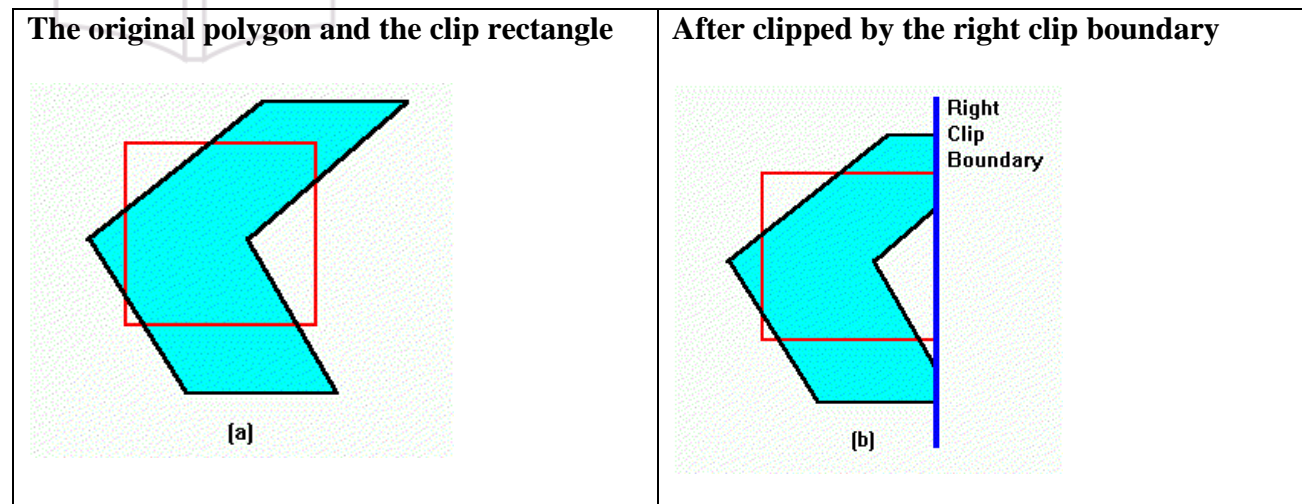 The original polygon and the clip rectangle
After clipped by the right clip boundary
Right
Clip
Boundary
(a)
(b)